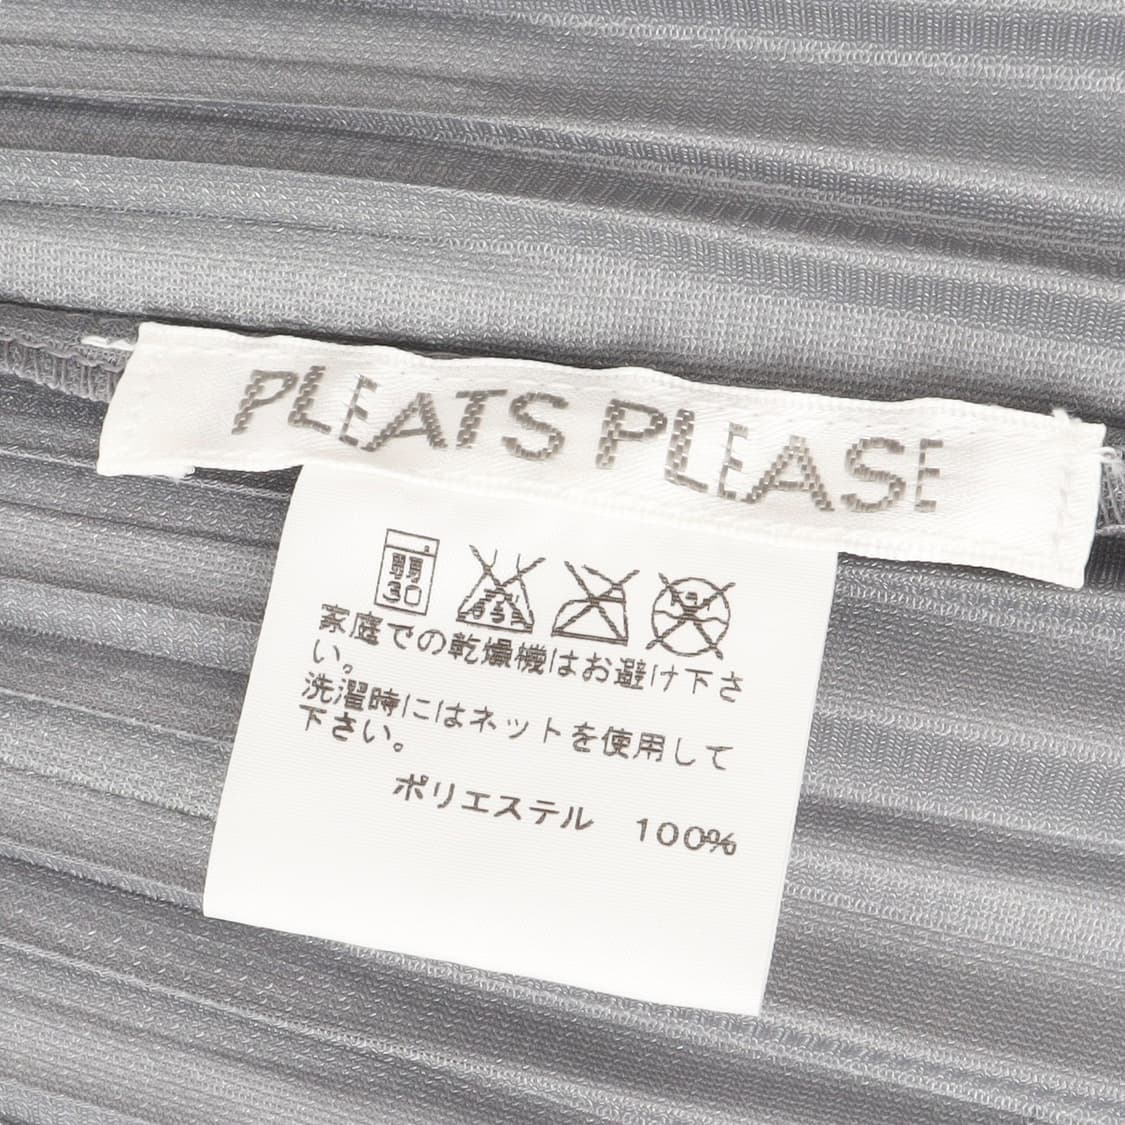 PLEATS PLEASE
弱
30
家庭での乾燥機はお避け下さ
い。
洗濯時にはネットを使用して
下さい。
ポリエステル 100%